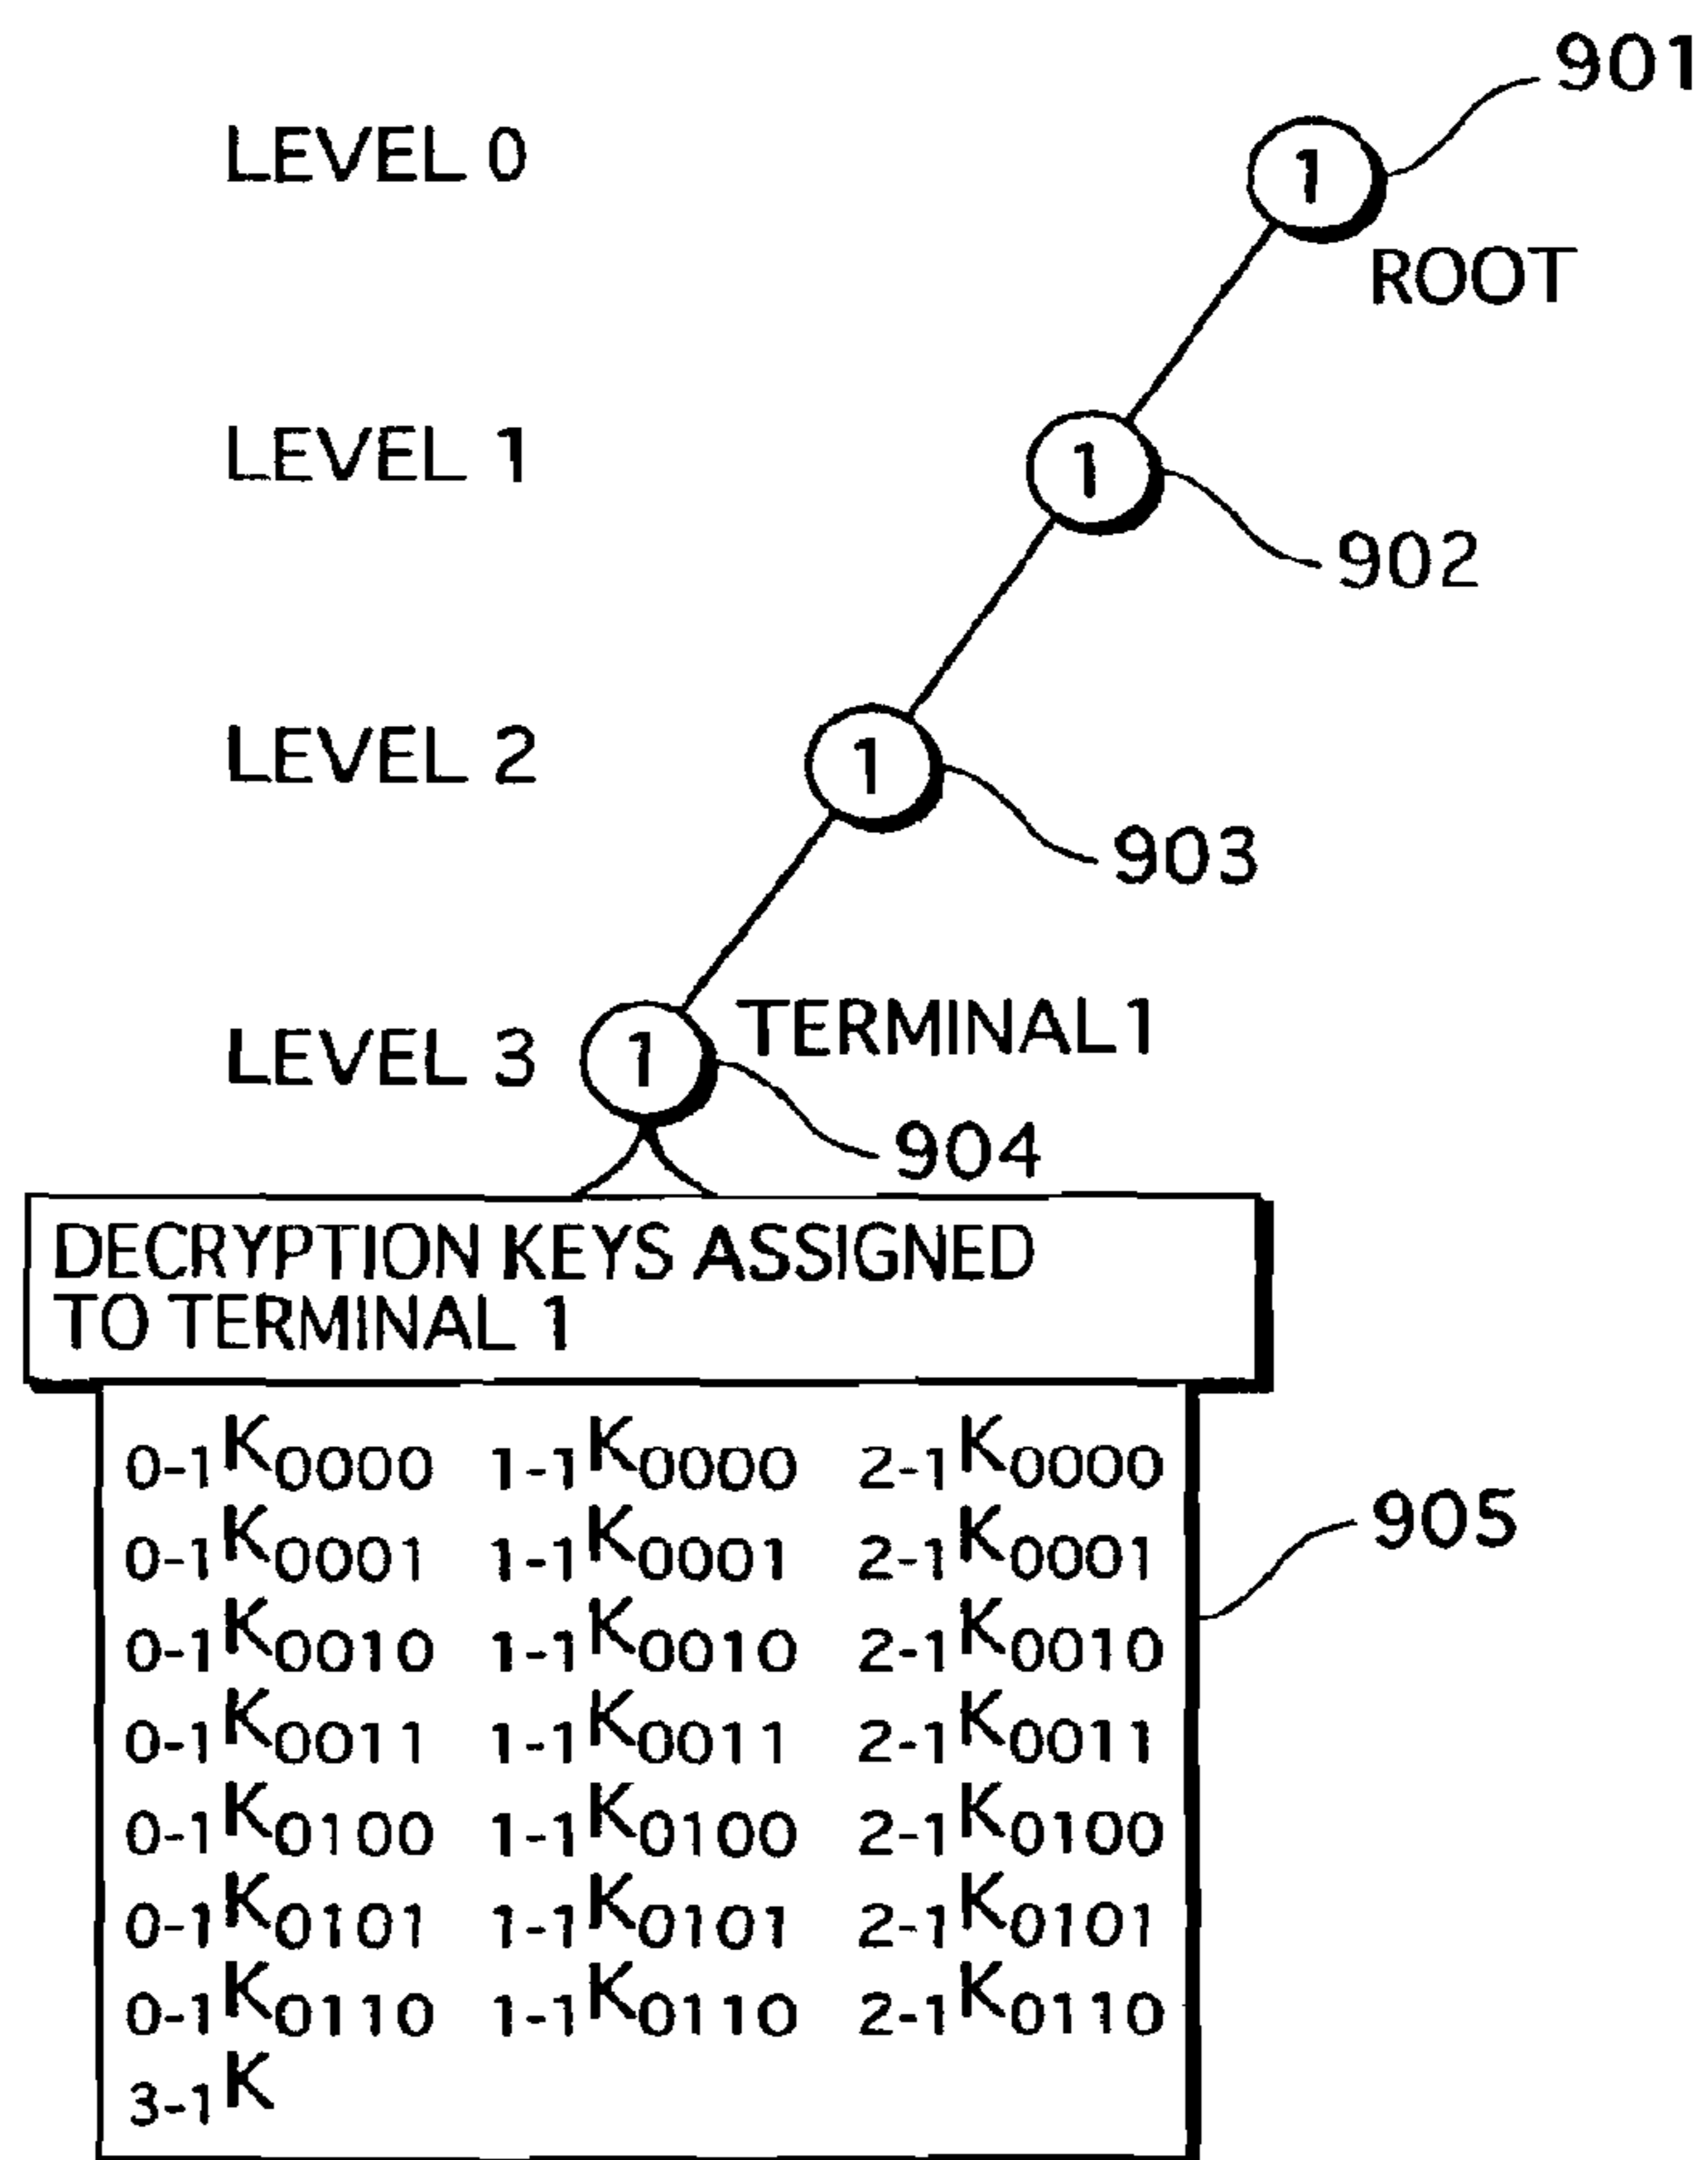 901
LEVEL 0
1
ROOT
LEVEL 1
1
902
LEVEL 2
1
903
LEVEL 3
1
TERMINAL 1
904
DECRYPTION KEYS ASSIGNED
TO TERMINAL 1
0-1K0000 1-1K0000 2-1K0000
0-1K0001 1-1K0001 2-1K0001
905
0-1K0010 1-1K0010 2-1K0010
0-1K0011 1-1K0011 2-1K0011
0-1K0100 1-1K0100 2-1K0100
0-1K0101 1-1K0101 2-1K0101
0-1K0110 1-1K0110 2-1K0110
3-1K